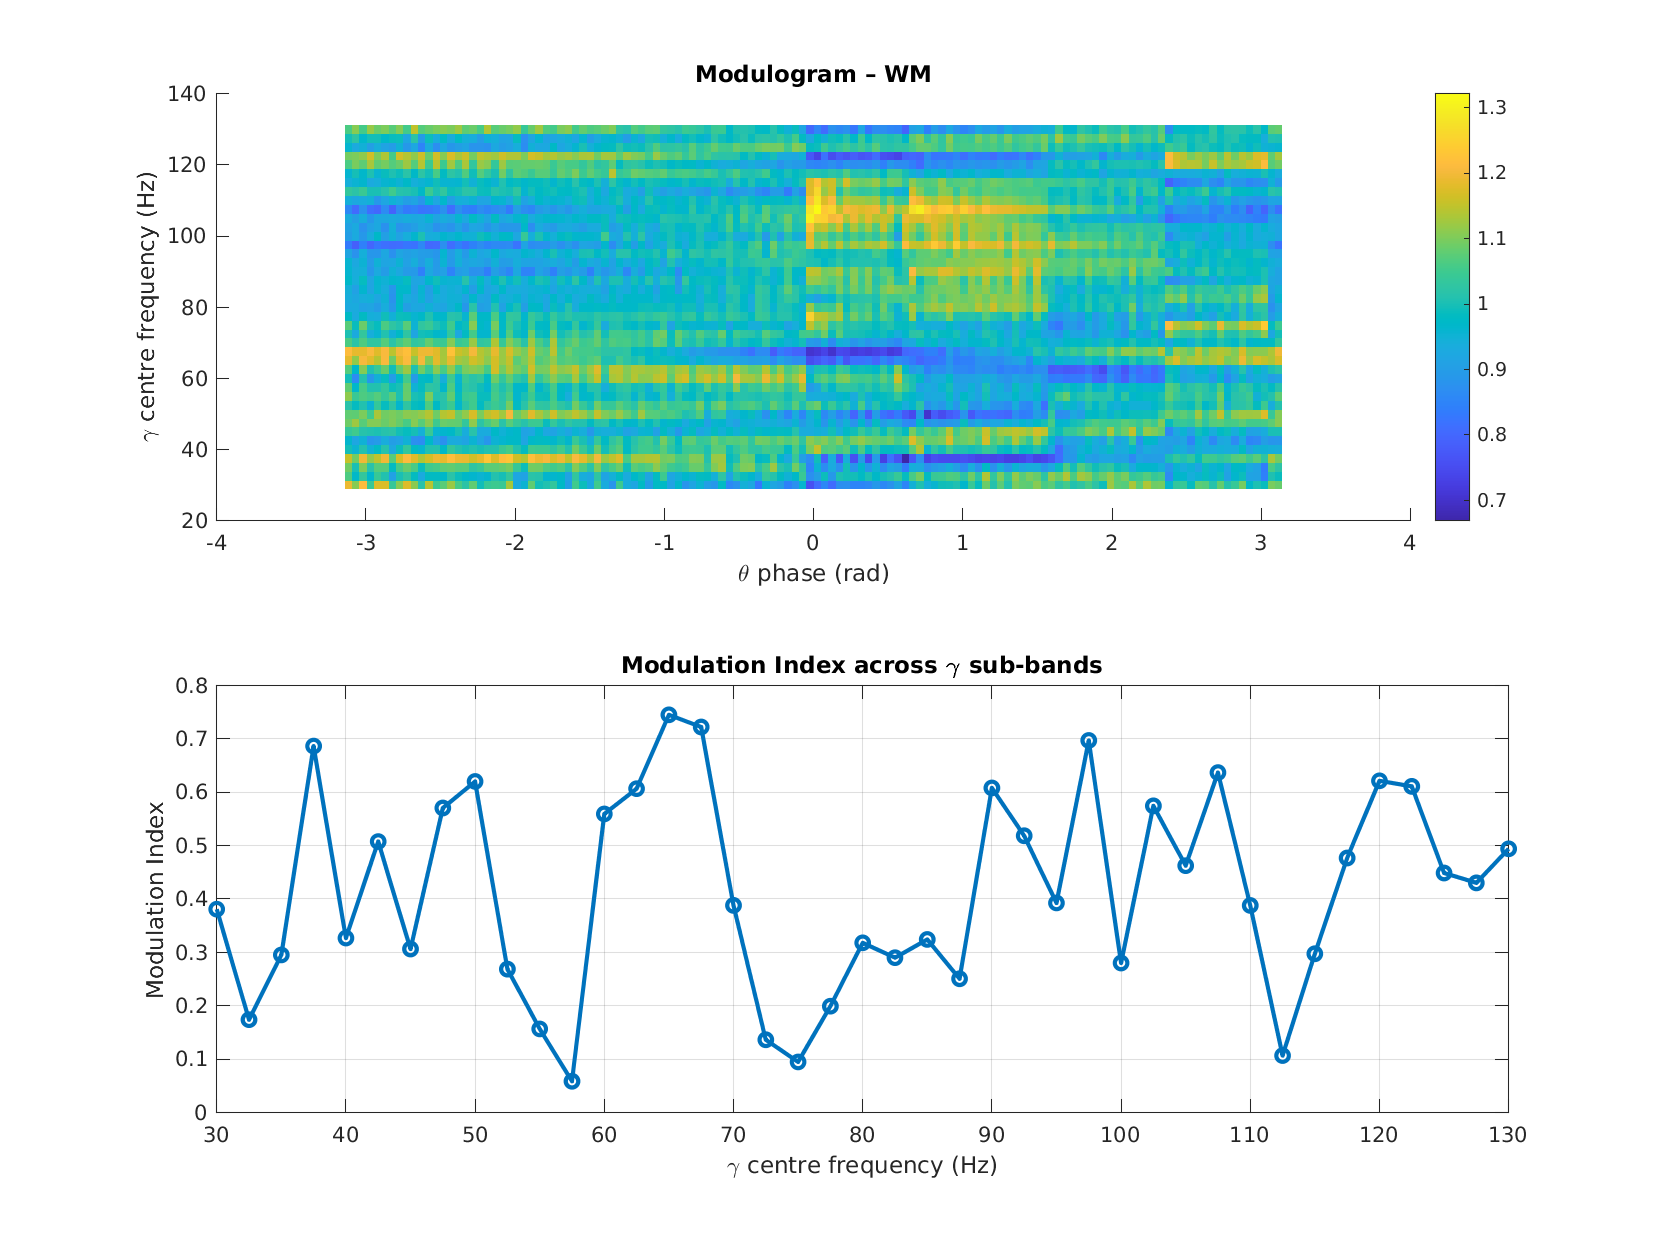 Modulogram – WM
140
120
100
80
60
40
20
γ centre frequency (Hz)
-4 -3 -2 -1 0 1 2 3 4
θ phase (rad)
1.3
1.2
1.1
1
0.9
0.8
0.7
Modulation Index across γ sub-bands
0.8
0.7
0.6
0.5
0.4
0.3
0.2
0.1
0
Modulation Index
30 40 50 60 70 80 90 100 110 120 130
γ centre frequency (Hz)